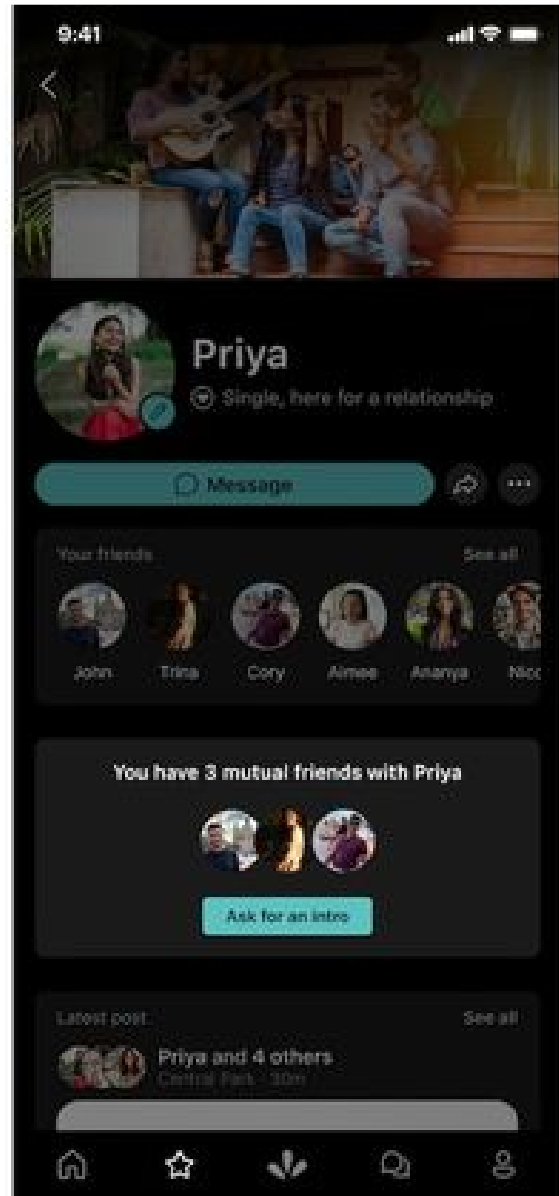 9:41
Priya
Single, here for a relationship
Message
Your friends See all
John Trina Cory Aimee Ananya Nico
You have 3 mutual friends with Priya
Ask for an intro
Latest post See all
Priya and 4 others
Central Park · 30m